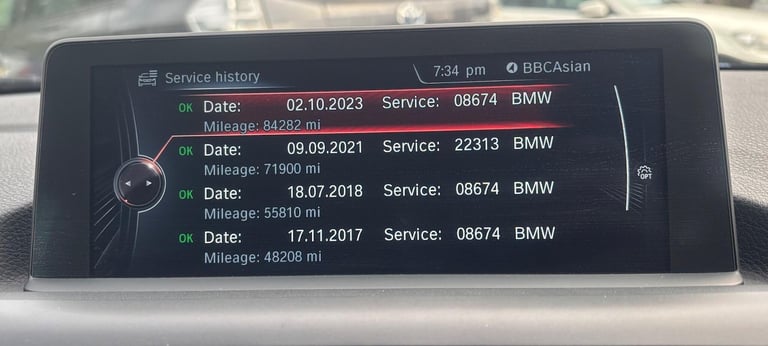 Service history 7:34 pm BBCAsian
OK Date: 02.10.2023 Service: 08674 BMW
Mileage: 84282 mi
OK Date: 09.09.2021 Service: 22313 BMW
Mileage: 71900 mi
OK Date: 18.07.2018 Service: 08674 BMW
Mileage: 55810 mi
OK Date: 17.11.2017 Service: 08674 BMW
Mileage: 48208 mi
OPT